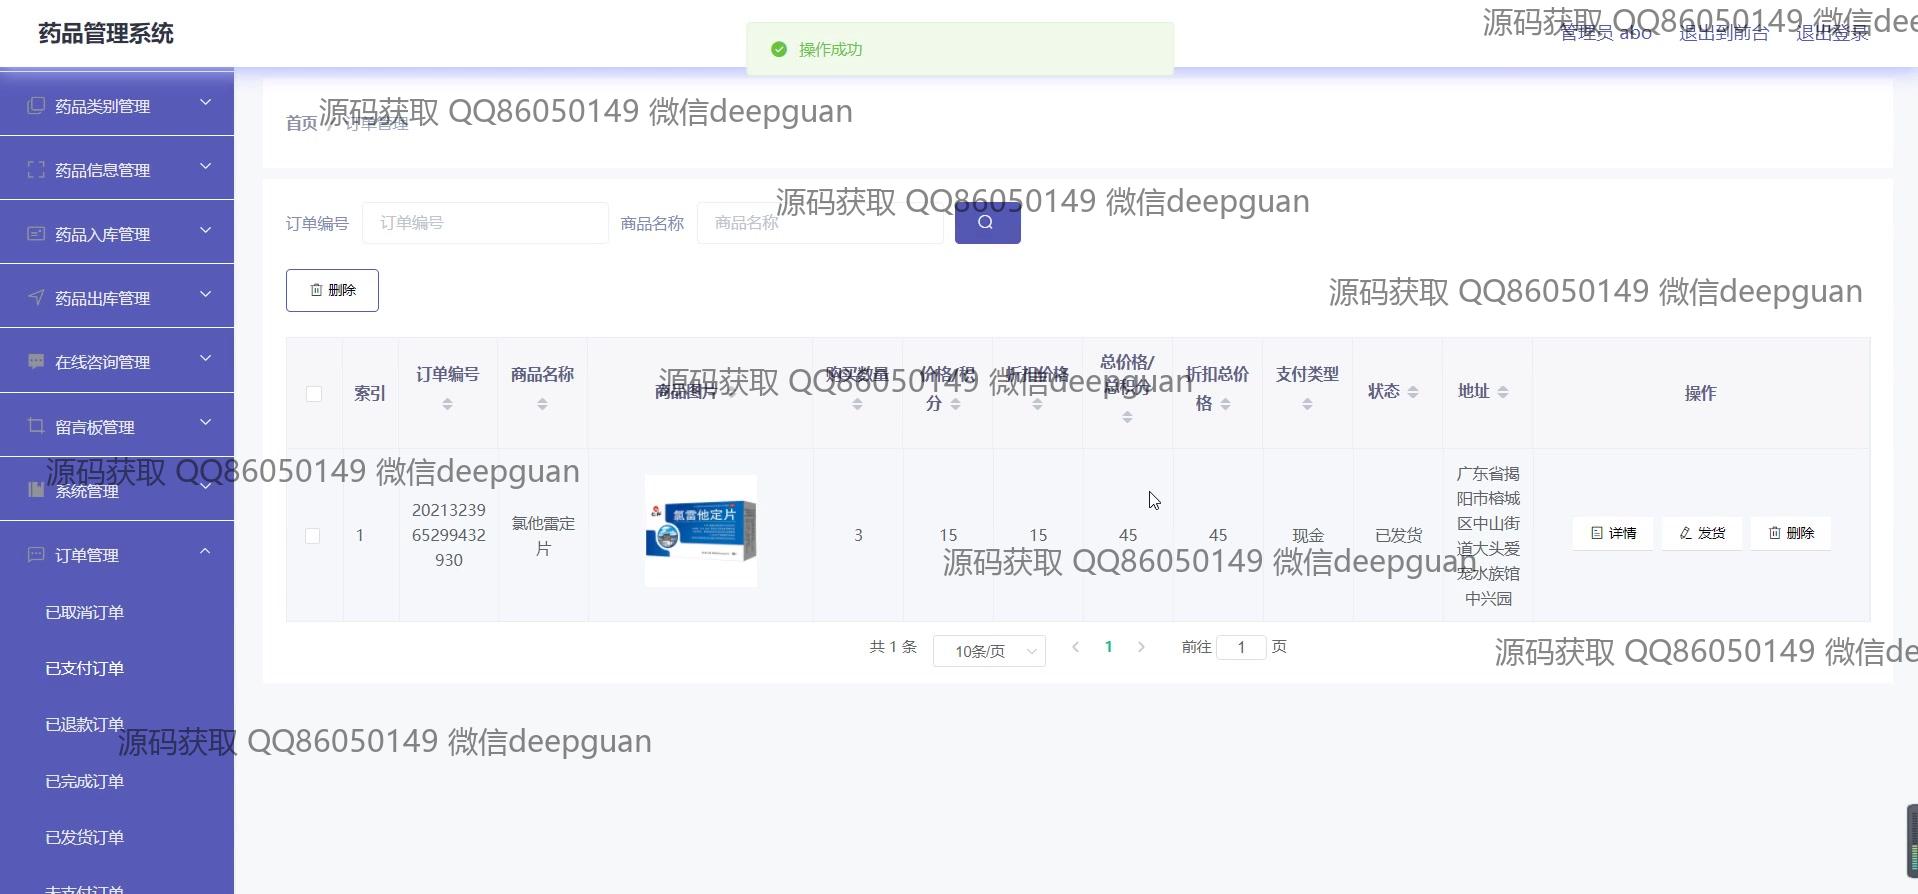 药品管理系统
操作成功
管理员 abo
退出到前台
退出登录
源码获取 QQ86050149 微信dee
药品类别管理
药品信息管理
药品入库管理
药品出库管理
在线咨询管理
留言板管理
系统管理
订单管理
已取消订单
已支付订单
已退款订单
已完成订单
已发货订单
未支付订单
首页 / 订单管理
源码获取 QQ86050149 微信deepguan
源码获取 QQ86050149 微信deepguan
订单编号 订单编号 商品名称 商品名称
删除
源码获取 QQ86050149 微信deepguan
源码获取 QQ86050149 微信deepguan
索引
订单编号
商品名称
商品图片
购买数量
价格/积
分
折扣价格
总价格/
总积分
折扣总价
格
支付类型
状态
地址
操作
源码获取 QQ86050149 微信deepguan
1
20213239
65299432
930
氯他雷定
片
氯雷他定片
3
15
15
45
45
现金
已发货
广东省揭
阳市榕城
区中山街
道大头爱
宠水族馆
中兴园
详情
发货
删除
源码获取 QQ86050149 微信deepguan
共 1 条
10条/页
1
前往 1 页
源码获取 QQ86050149 微信de
源码获取 QQ86050149 微信deepguan